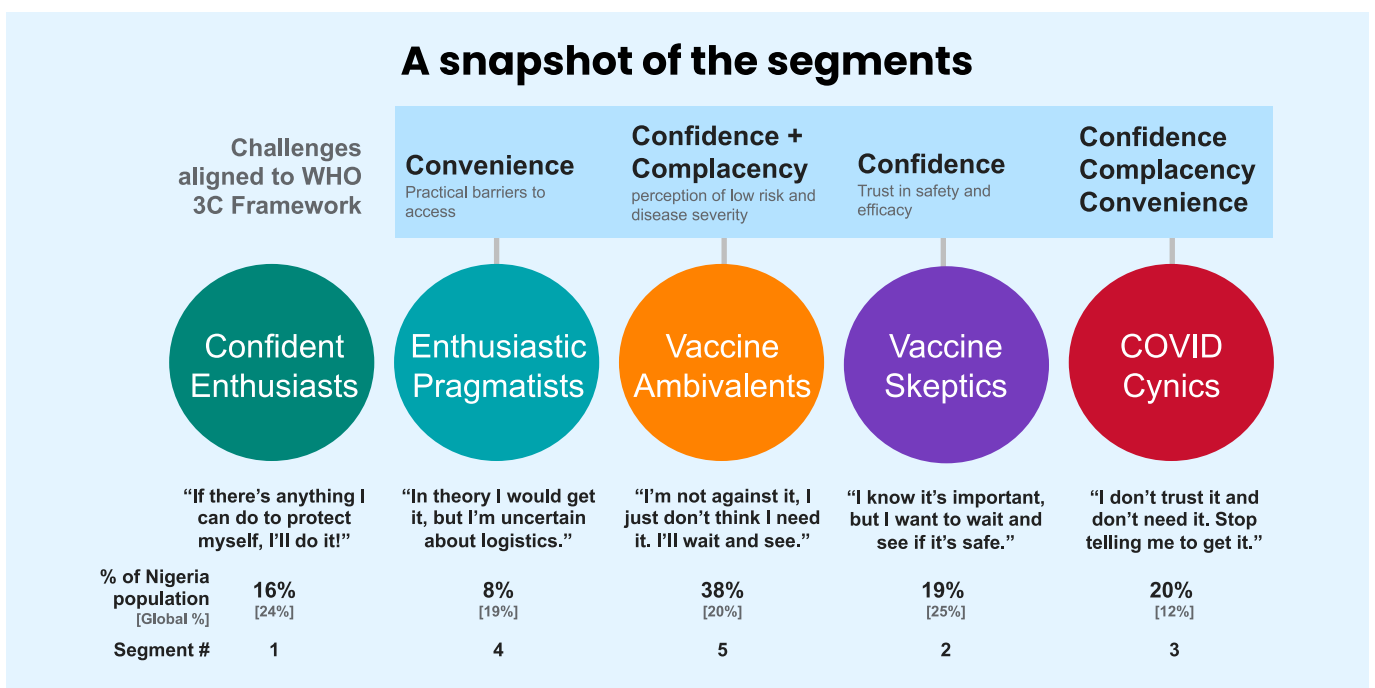 A snapshot of the segments
Challenges
aligned to WHO
3C Framework
Convenience
Practical barriers to
access
Confidence +
Complacency
perception of low risk and
disease severity
Confidence
Trust in safety and
efficacy
Confidence
Complacency
Convenience
Confident
Enthusiasts
Enthusiastic
Pragmatists
Vaccine
Ambivalents
Vaccine
Skeptics
COVID
Cynics
“If there’s anything I
can do to protect
myself, I’ll do it!”
“In theory I would get
it, but I’m uncertain
about logistics.”
“I’m not against it, I
just don’t think I need
it. I’ll wait and see.”
“I know it’s important,
but I want to wait and
see if it’s safe.”
“I don’t trust it and
don’t need it. Stop
telling me to get it.”
% of Nigeria
population
[Global %]
16%
[24%]
8%
[19%]
38%
[20%]
19%
[25%]
20%
[12%]
Segment # 1 4 5 2 3